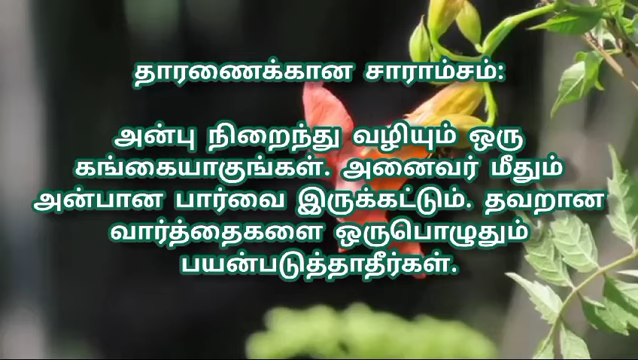 தாரணைக்கான சாராம்சம்:
அன்பு நிறைந்து வழியும் ஒரு
கங்கையாகுங்கள். அனைவர் மீதும்
அன்பான பார்வை இருக்கட்டும். தவறான
வார்த்தைகளை ஒருபொழுதும்
பயன்படுத்தாதீர்கள்.